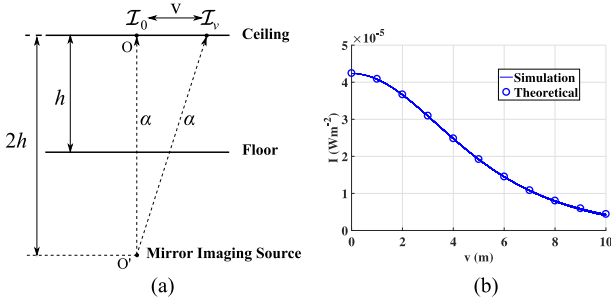 (a)
𝓘₀ v 𝓘ᵥ
O Ceiling
h
2h
α α
Floor
O' Mirror Imaging Source
(b)
×10⁻⁵
I (Wm⁻²)
5
4
3
2
1
0
0 2 4 6 8 10
v (m)
Simulation
Theoretical